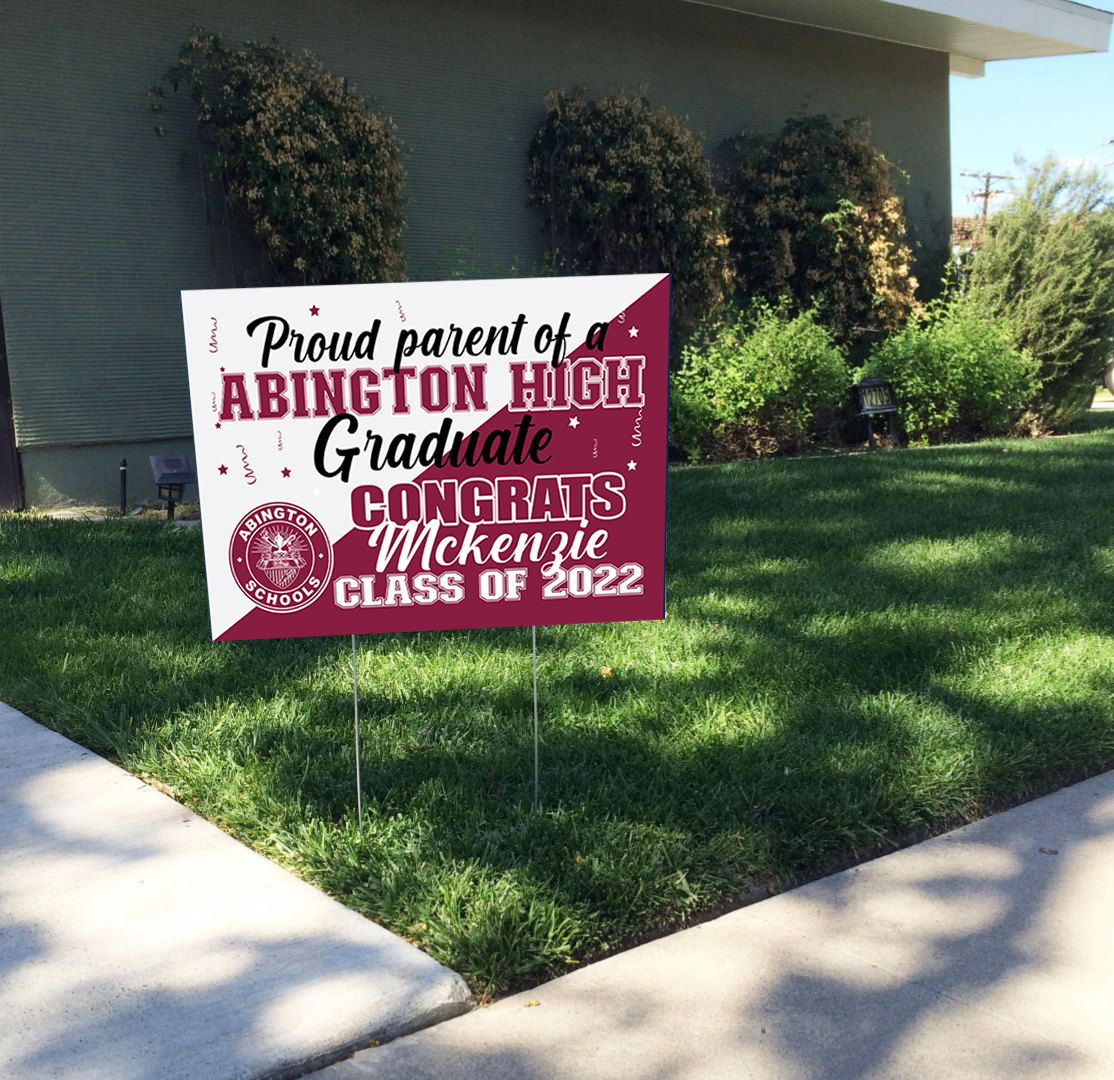 Proud parent of a
ABINGTON HIGH
Graduate
CONGRATS
Mckenzie
CLASS OF 2022
ABINGTON
SCHOOLS